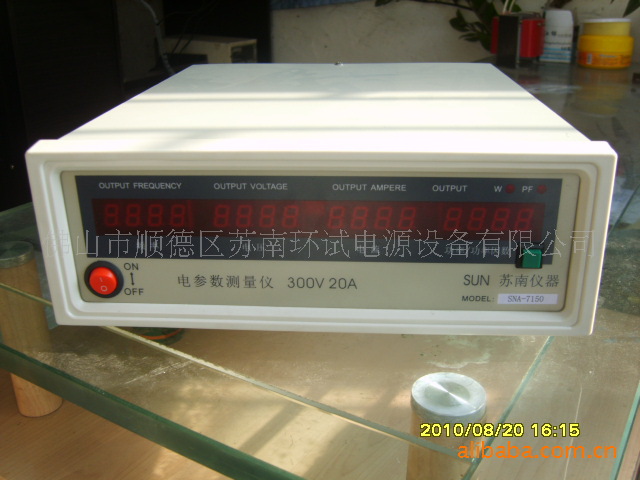 OUTPUT FREQUENCY OUTPUT VOLTAGE OUTPUT AMPERE OUTPUT W PF
8888 8888 8888 8888
佛山市顺德区苏南环试电源设备有限公司
ON
OFF
电参数测量仪 300V 20A
SUN 苏南仪器
MODEL: SNA-7150
2010/08/20 16:15
alibaba.com.cn